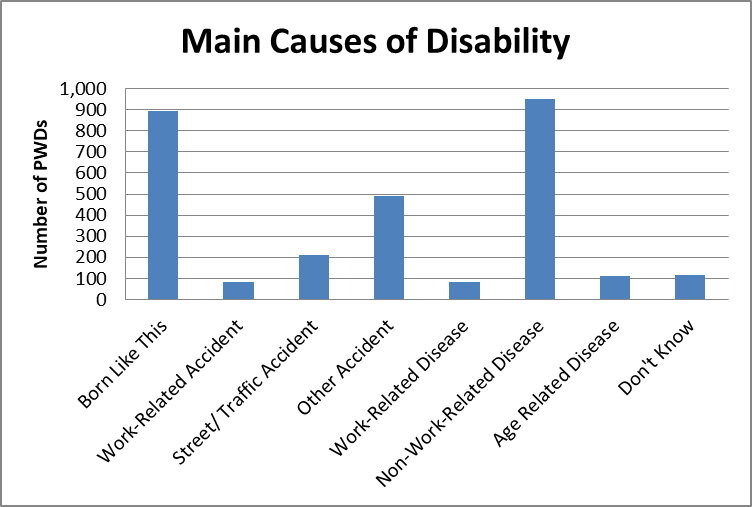 Main Causes of Disability
Number of PWDs
1,000
900
800
700
600
500
400
300
200
100
0
Born Like This
Work-Related Accident
Street/ Traffic Accident
Other Accident
Work-Related Disease
Non-Work-Related Disease
Age Related Disease
Don't Know